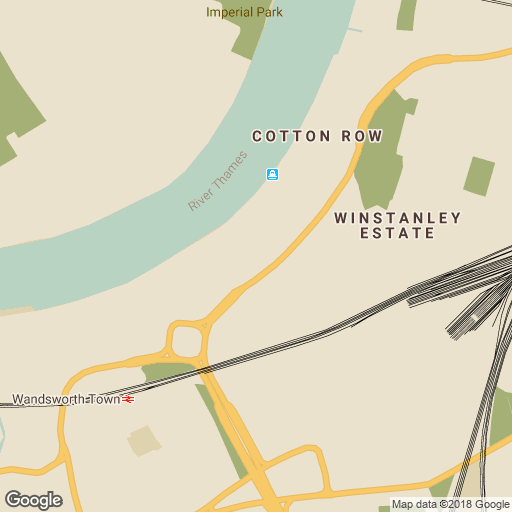 Imperial Park
COTTON ROW
River Thames
WINSTANLEY
ESTATE
Wandsworth Town
Google
Map data ©2018 Google